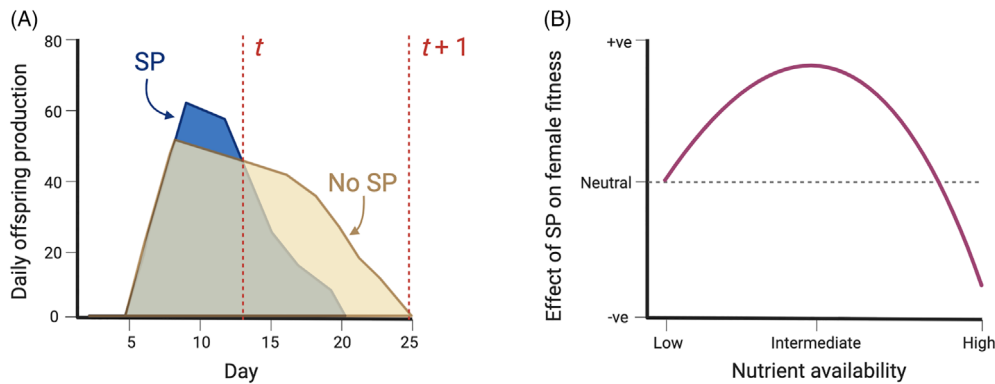 (A)
80
60
40
20
0
Daily offspring production
SP
No SP
t
t + 1
5
10
15
20
25
Day
(B)
+ve
Neutral
-ve
Effect of SP on female fitness
Low
Intermediate
High
Nutrient availability